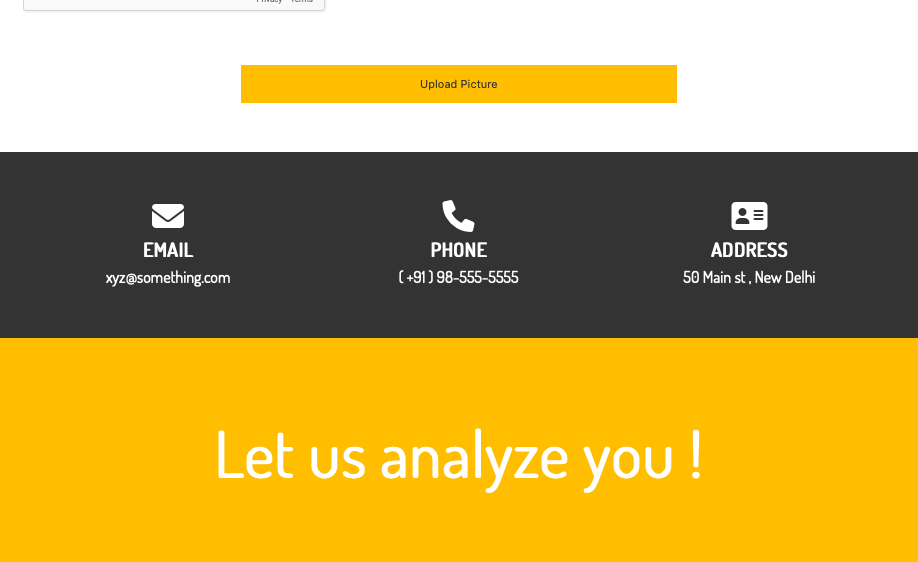 Privacy - Terms
Upload Picture
EMAIL
xyz@something.com
PHONE
( +91 ) 98-555-5555
ADDRESS
50 Main st , New Delhi
Let us analyze you !